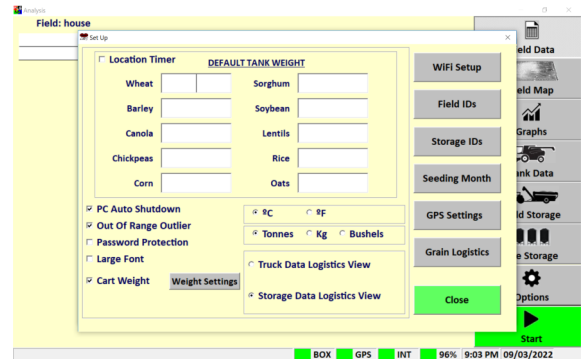 Analysis
Field: house
Set Up
Location Timer
DEFAULT TANK WEIGHT
Wheat
Sorghum
Barley
Soybean
Canola
Lentils
Chickpeas
Rice
Corn
Oats
PC Auto Shutdown
Out Of Range Outlier
Password Protection
Large Font
Cart Weight
Weight Settings
ºC ºF
Tonnes Kg Bushels
Truck Data Logistics View
Storage Data Logistics View
WiFi Setup
Field IDs
Storage IDs
Seeding Month
GPS Settings
Grain Logistics
Close
eld Data
eld Map
Graphs
nk Data
d Storage
e Storage
Options
Start
BOX GPS INT 96% 9:03 PM 09/03/2022